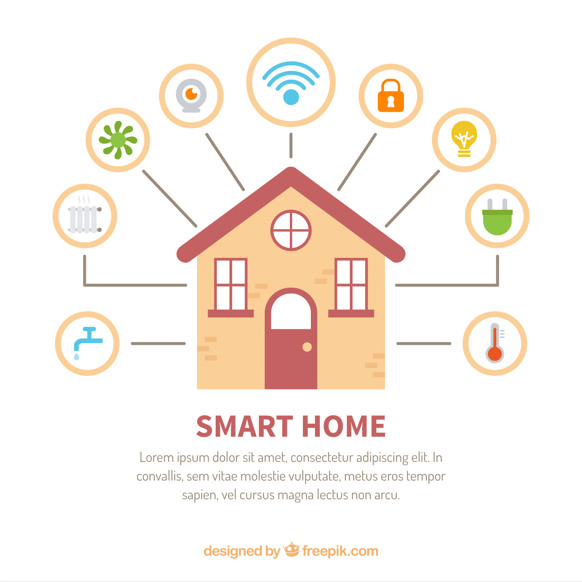 SMART HOME
Lorem ipsum dolor sit amet, consectetur adipiscing elit. In
convallis, sem vitae molestie vulputate, metus eros tempor
sapien, vel cursus magna lectus non arcu.
designed by freepik.com